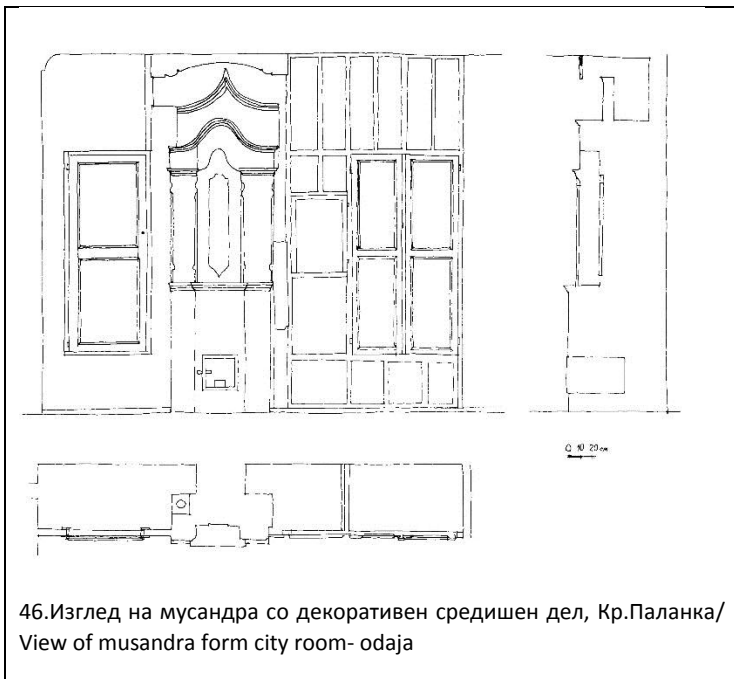 0 10 20 см
46.Изглед на мусандра со декоративен средишен дел, Кр.Паланка/
View of musandra form city room- odaja